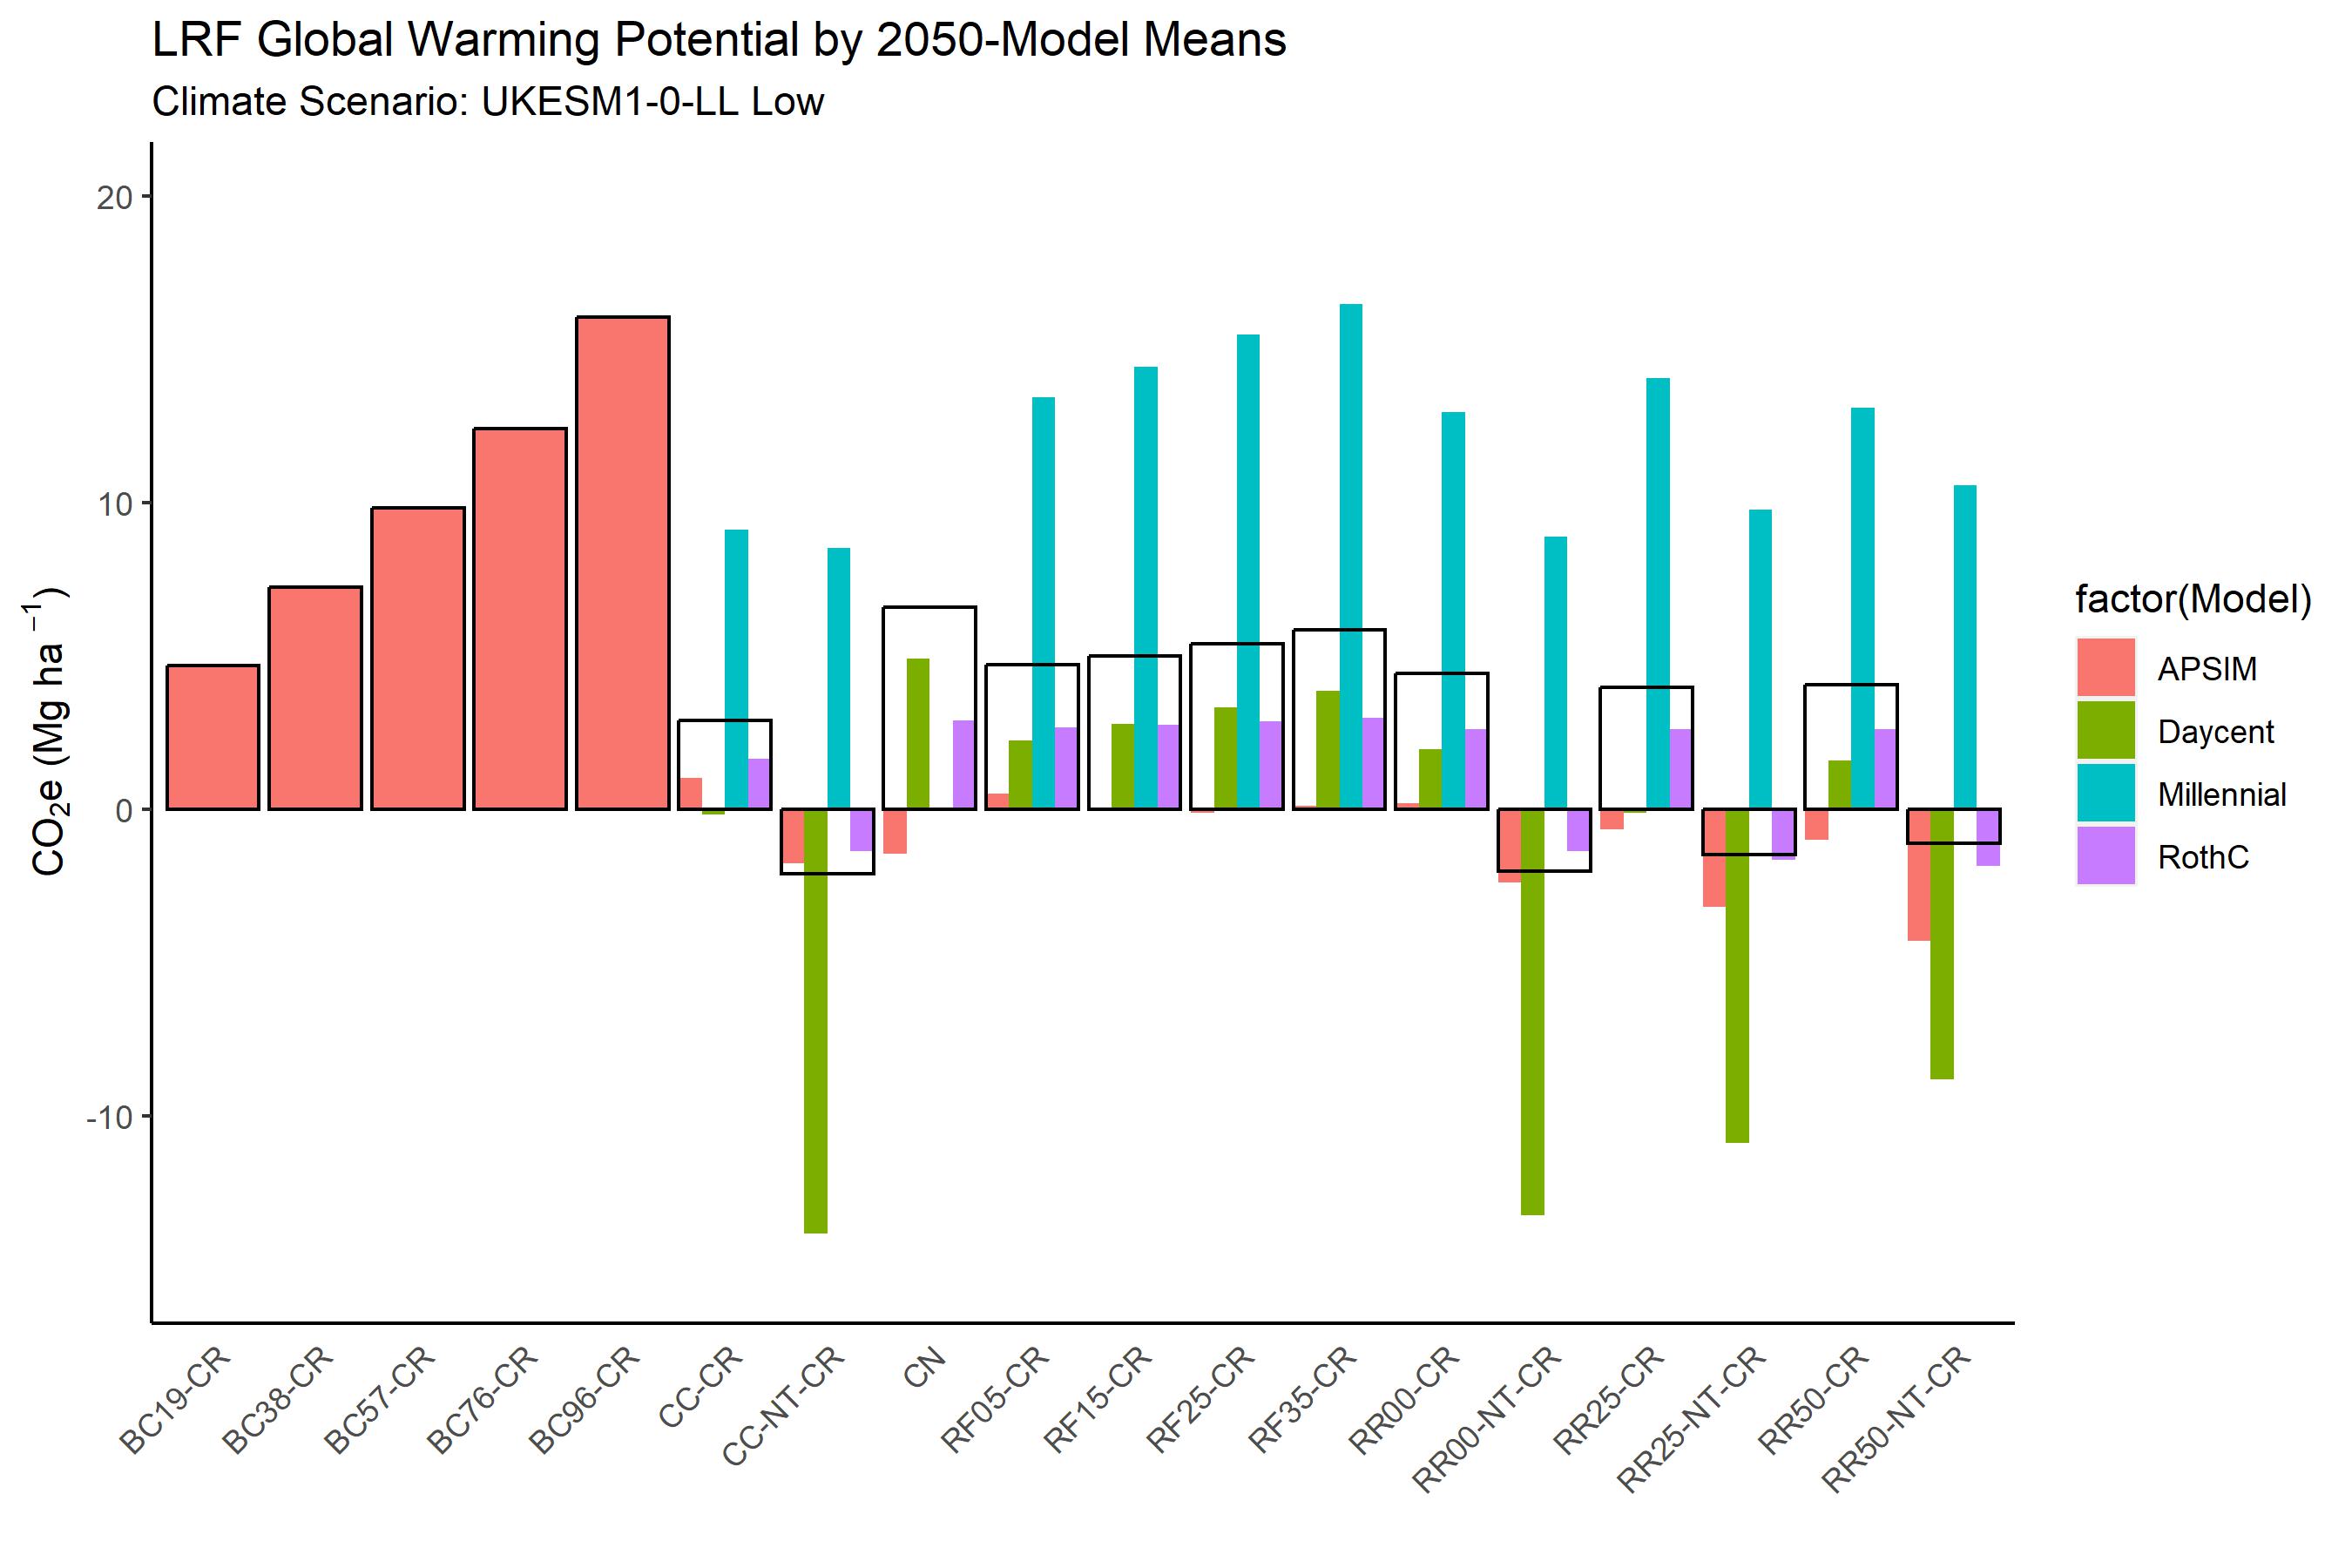 LRF Global Warming Potential by 2050-Model Means
Climate Scenario: UKESM1-0-LL Low
CO₂e (Mg ha ⁻¹)
20
10
0
-10
BC19-CR
BC38-CR
BC57-CR
BC76-CR
BC96-CR
CC-CR
CC-NT-CR
CN
RF05-CR
RF15-CR
RF25-CR
RF35-CR
RR00-CR
RR00-NT-CR
RR25-CR
RR25-NT-CR
RR50-CR
RR50-NT-CR
factor(Model)
APSIM
Daycent
Millennial
RothC